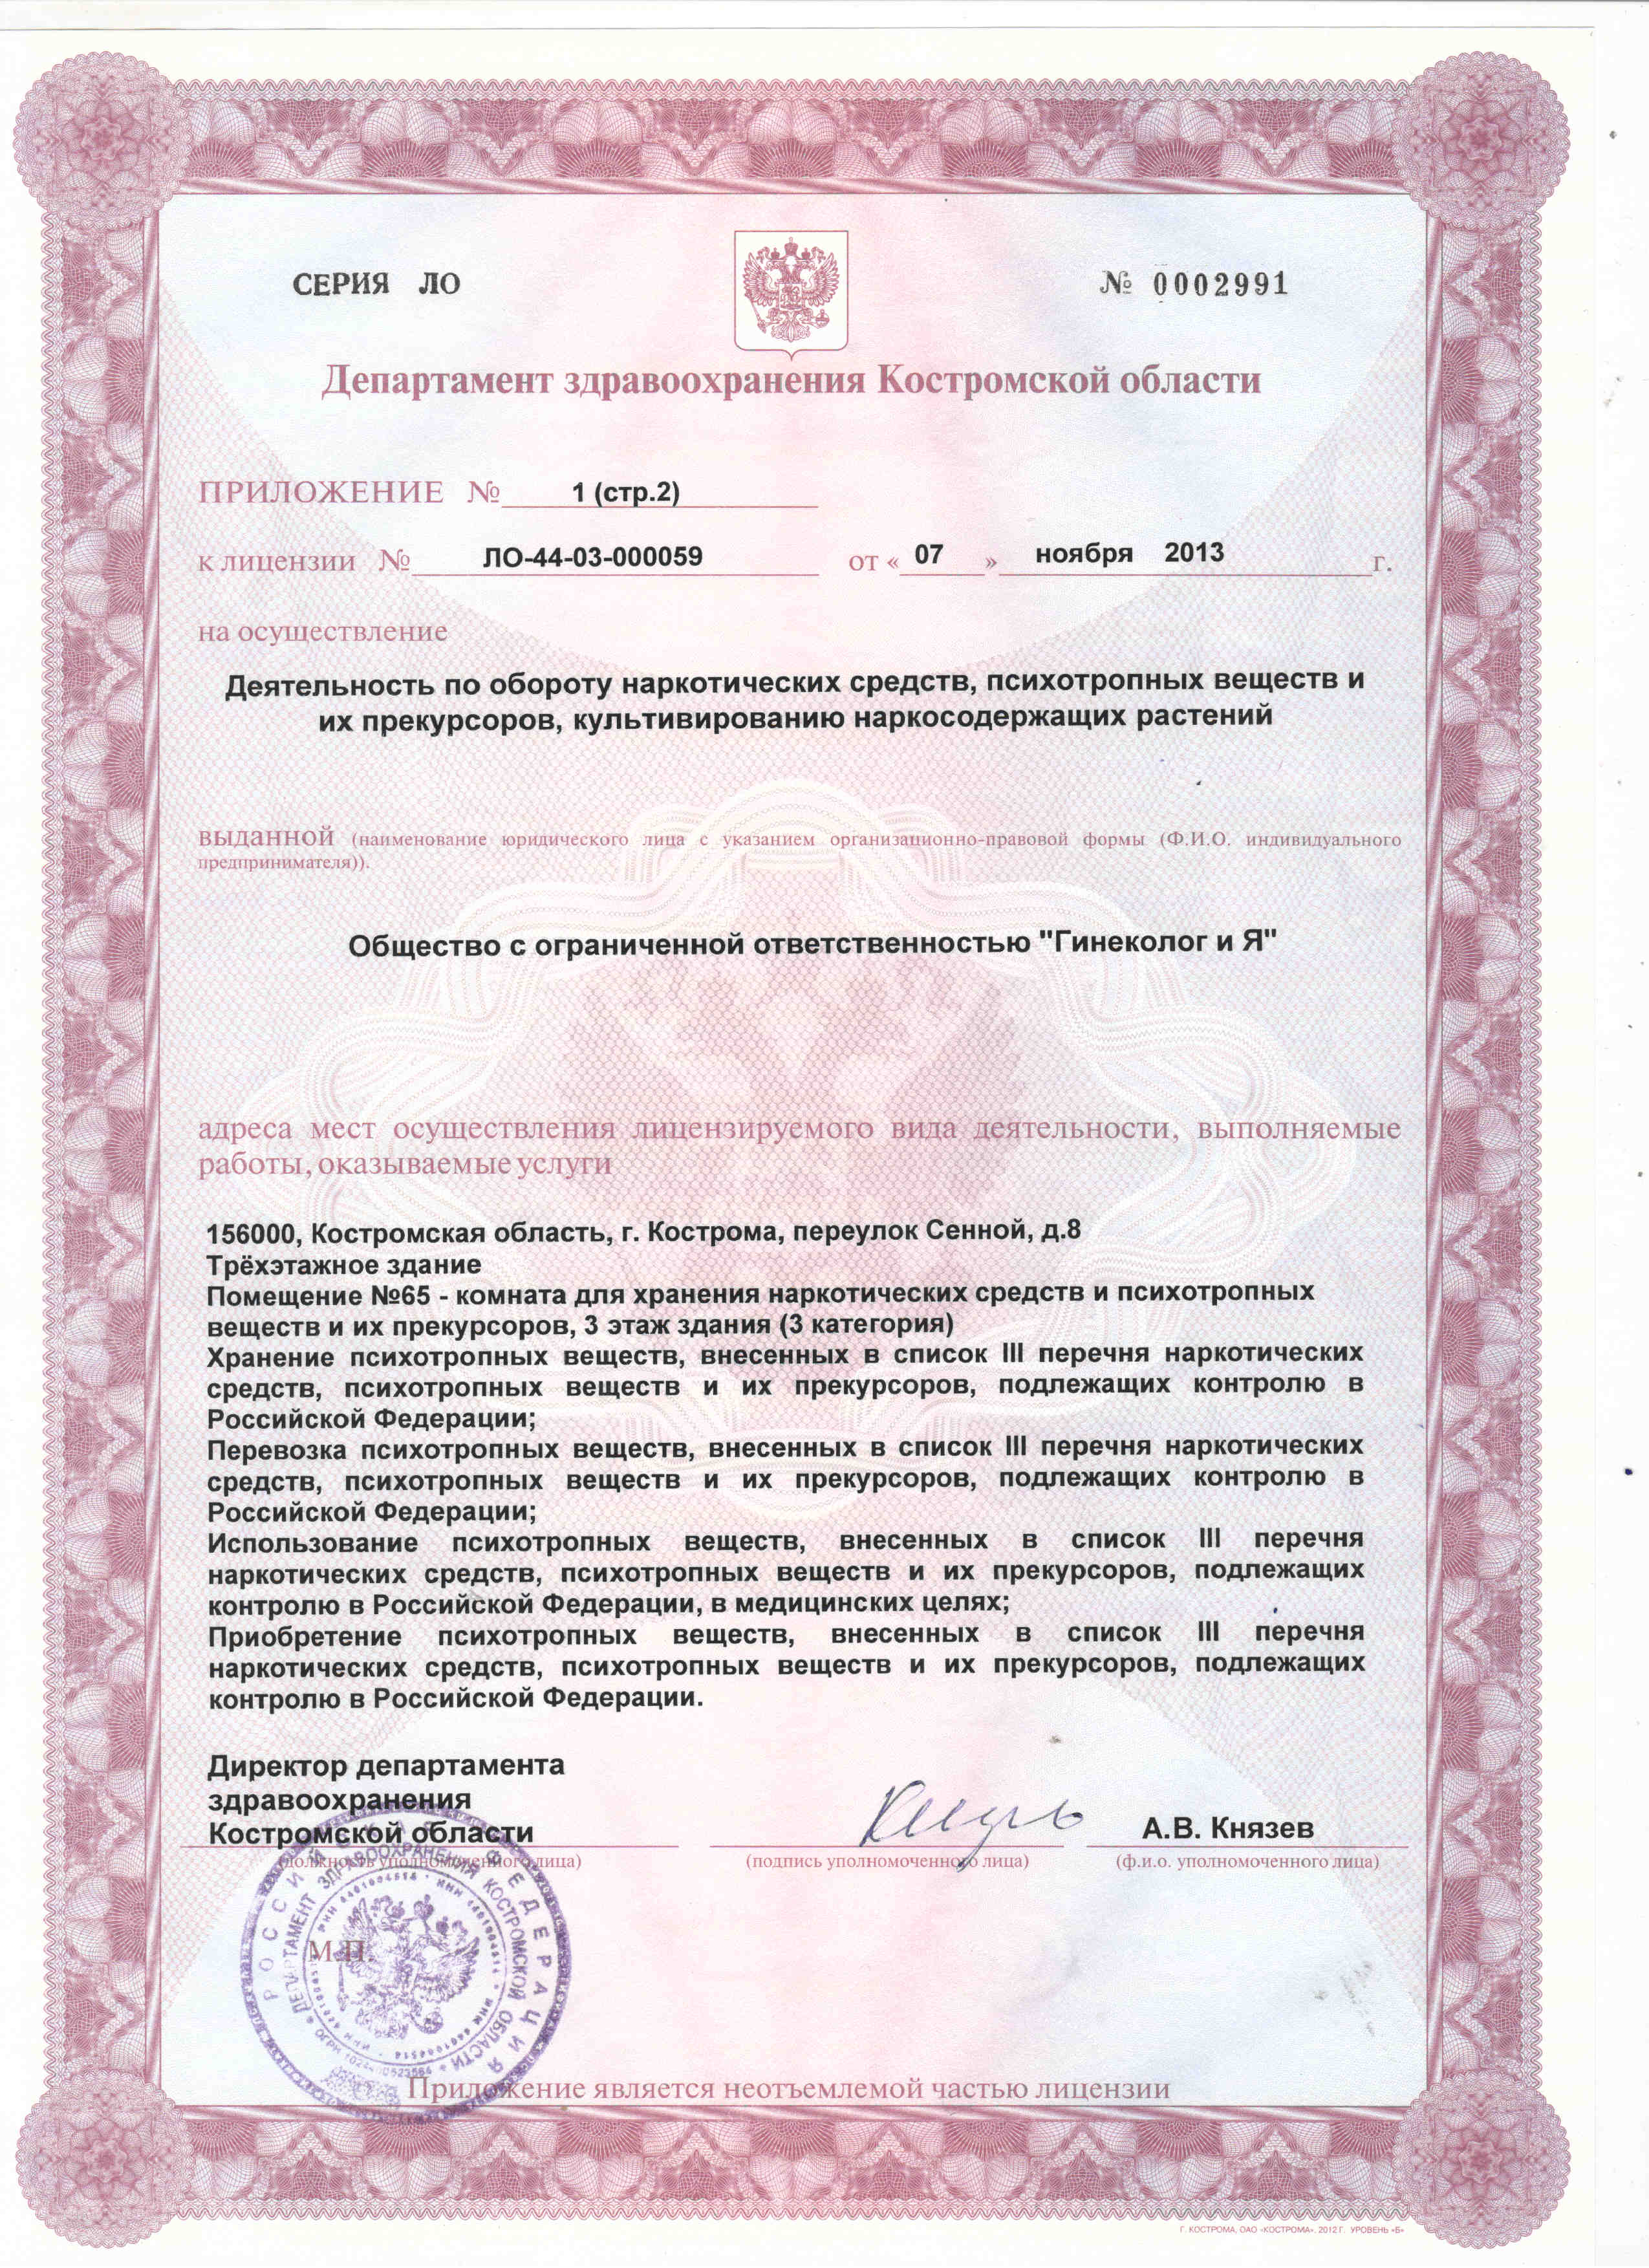 СЕРИЯ ЛО
№ 0002991
Департамент здравоохранения Костромской области
ПРИЛОЖЕНИЕ № 1 (стр.2)
к лицензии № ЛО-44-03-000059 от « 07 » ноября 2013 г.
на осуществление
Деятельность по обороту наркотических средств, психотропных веществ и
их прекурсоров, культивированию наркосодержащих растений
выданной (наименование юридического лица с указанием организационно-правовой формы (Ф.И.О. индивидуального
предпринимателя)).
Общество с ограниченной ответственностью "Гинеколог и Я"
адреса мест осуществления лицензируемого вида деятельности, выполняемые
работы, оказываемые услуги
156000, Костромская область, г. Кострома, переулок Сенной, д.8
Трёхэтажное здание
Помещение №65 - комната для хранения наркотических средств и психотропных
веществ и их прекурсоров, 3 этаж здания (3 категория)
Хранение психотропных веществ, внесенных в список III перечня наркотических
средств, психотропных веществ и их прекурсоров, подлежащих контролю в
Российской Федерации;
Перевозка психотропных веществ, внесенных в список III перечня наркотических
средств, психотропных веществ и их прекурсоров, подлежащих контролю в
Российской Федерации;
Использование психотропных веществ, внесенных в список III перечня
наркотических средств, психотропных веществ и их прекурсоров, подлежащих
контролю в Российской Федерации, в медицинских целях;
Приобретение психотропных веществ, внесенных в список III перечня
наркотических средств, психотропных веществ и их прекурсоров, подлежащих
контролю в Российской Федерации.
Директор департамента
здравоохранения
Костромской области
А.В. Князев
(должность уполномоченного лица)
(подпись уполномоченного лица)
(ф.и.о. уполномоченного лица)
РОССИЙСКАЯ ФЕДЕРАЦИЯ
ДЕПАРТАМЕНТ ЗДРАВООХРАНЕНИЯ КОСТРОМСКОЙ ОБЛАСТИ
ИНН 4401004514
М.П.
Приложение является неотъемлемой частью лицензии
Г. КОСТРОМА, ОАО «КОСТРОМА», 2012 Г. УРОВЕНЬ «Б»